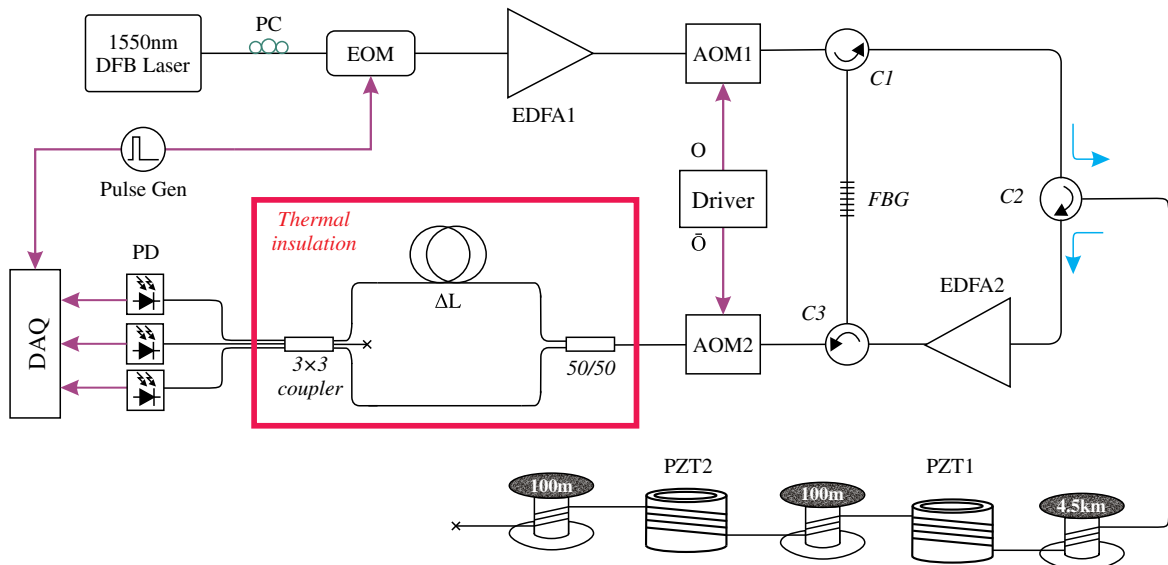 1550nm
DFB Laser
PC
EOM
EDFA1
AOM1
C1
Pulse Gen
O
Driver
Ō
FBG
C2
Thermal
insulation
PD
ΔL
DAQ
3×3
coupler
50/50
AOM2
C3
EDFA2
PZT2
PZT1
100m
100m
4.5km